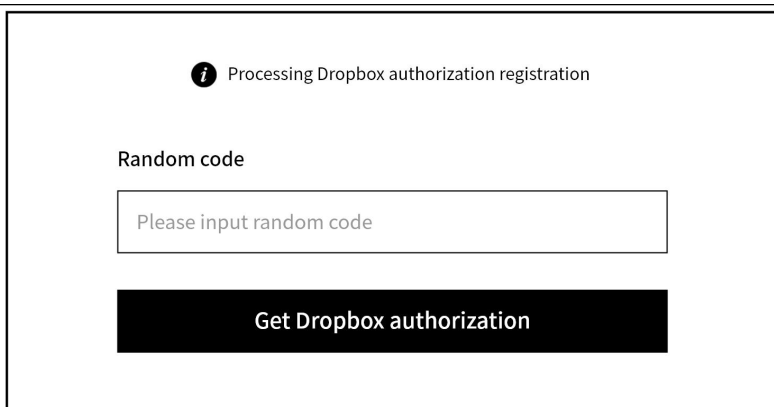 i Processing Dropbox authorization registration
Random code
Please input random code
Get Dropbox authorization